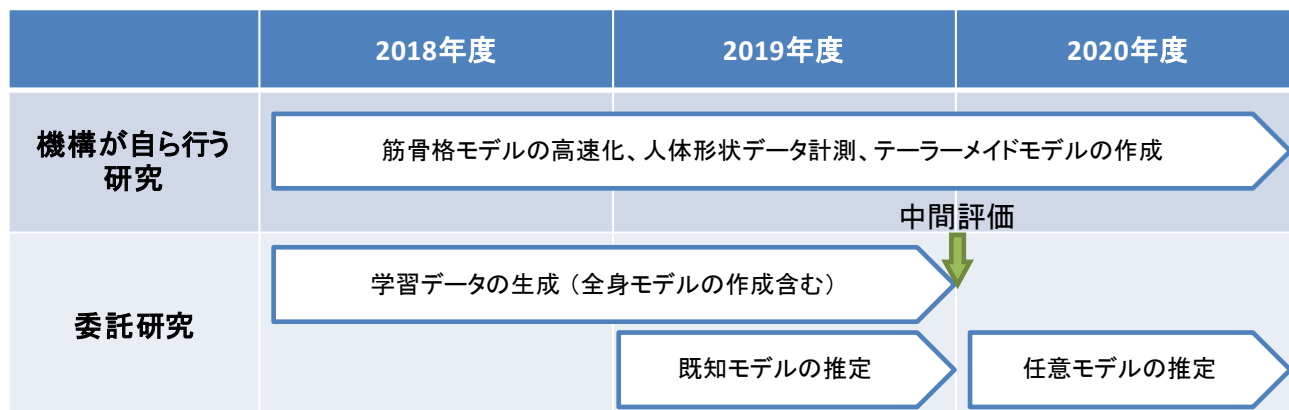 2018年度
2019年度
2020年度
機構が自ら行う
研究
筋骨格モデルの高速化、人体形状データ計測、テーラーメイドモデルの作成
中間評価
委託研究
学習データの生成（全身モデルの作成含む）
既知モデルの推定
任意モデルの推定